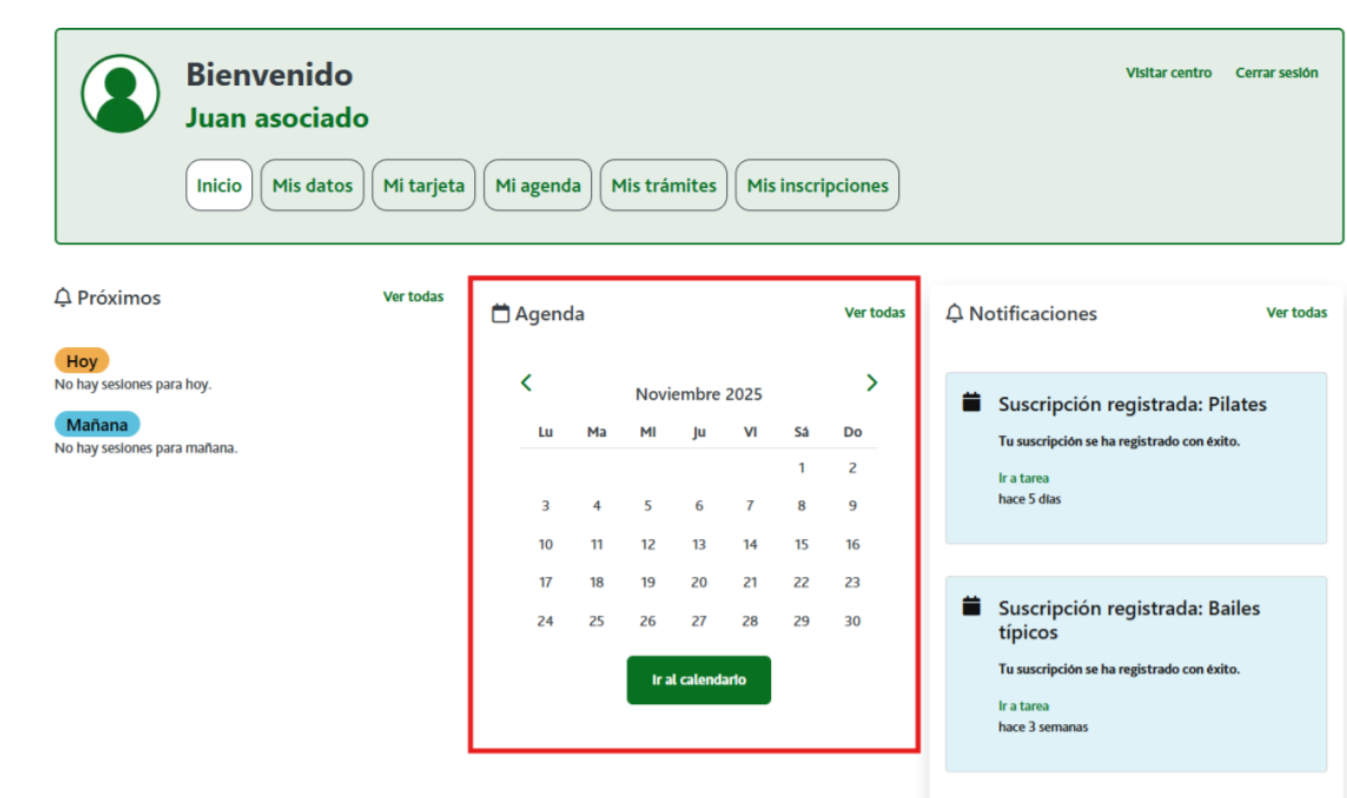 Bienvenido
Juan asociado
Visitar centro Cerrar sesión
Inicio Mis datos Mi tarjeta Mi agenda Mis trámites Mis inscripciones
Próximos Ver todas
Hoy
No hay sesiones para hoy.
Mañana
No hay sesiones para mañana.
Agenda Ver todas
Noviembre 2025
Lu Ma Mi Ju Vi Sá Do
1 2
3 4 5 6 7 8 9
10 11 12 13 14 15 16
17 18 19 20 21 22 23
24 25 26 27 28 29 30
Ir al calendario
Notificaciones Ver todas
Suscripción registrada: Pilates
Tu suscripción se ha registrado con éxito.
Ir a tarea
hace 5 días
Suscripción registrada: Bailes
típicos
Tu suscripción se ha registrado con éxito.
Ir a tarea
hace 3 semanas